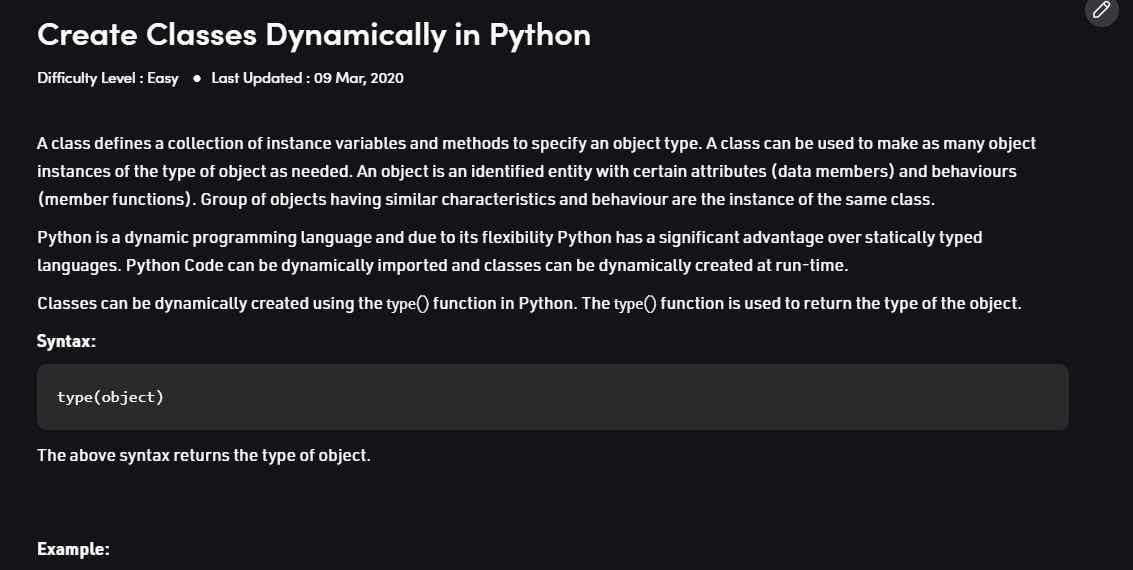 Create Classes Dynamically in Python
Difficulty Level : Easy ● Last Updated : 09 Mar, 2020
A class defines a collection of instance variables and methods to specify an object type. A class can be used to make as many object
instances of the type of object as needed. An object is an identified entity with certain attributes (data members) and behaviours
(member functions). Group of objects having similar characteristics and behaviour are the instance of the same class.
Python is a dynamic programming language and due to its flexibility Python has a significant advantage over statically typed
languages. Python Code can be dynamically imported and classes can be dynamically created at run-time.
Classes can be dynamically created using the type() function in Python. The type() function is used to return the type of the object.
Syntax:
type(object)
The above syntax returns the type of object.
Example: